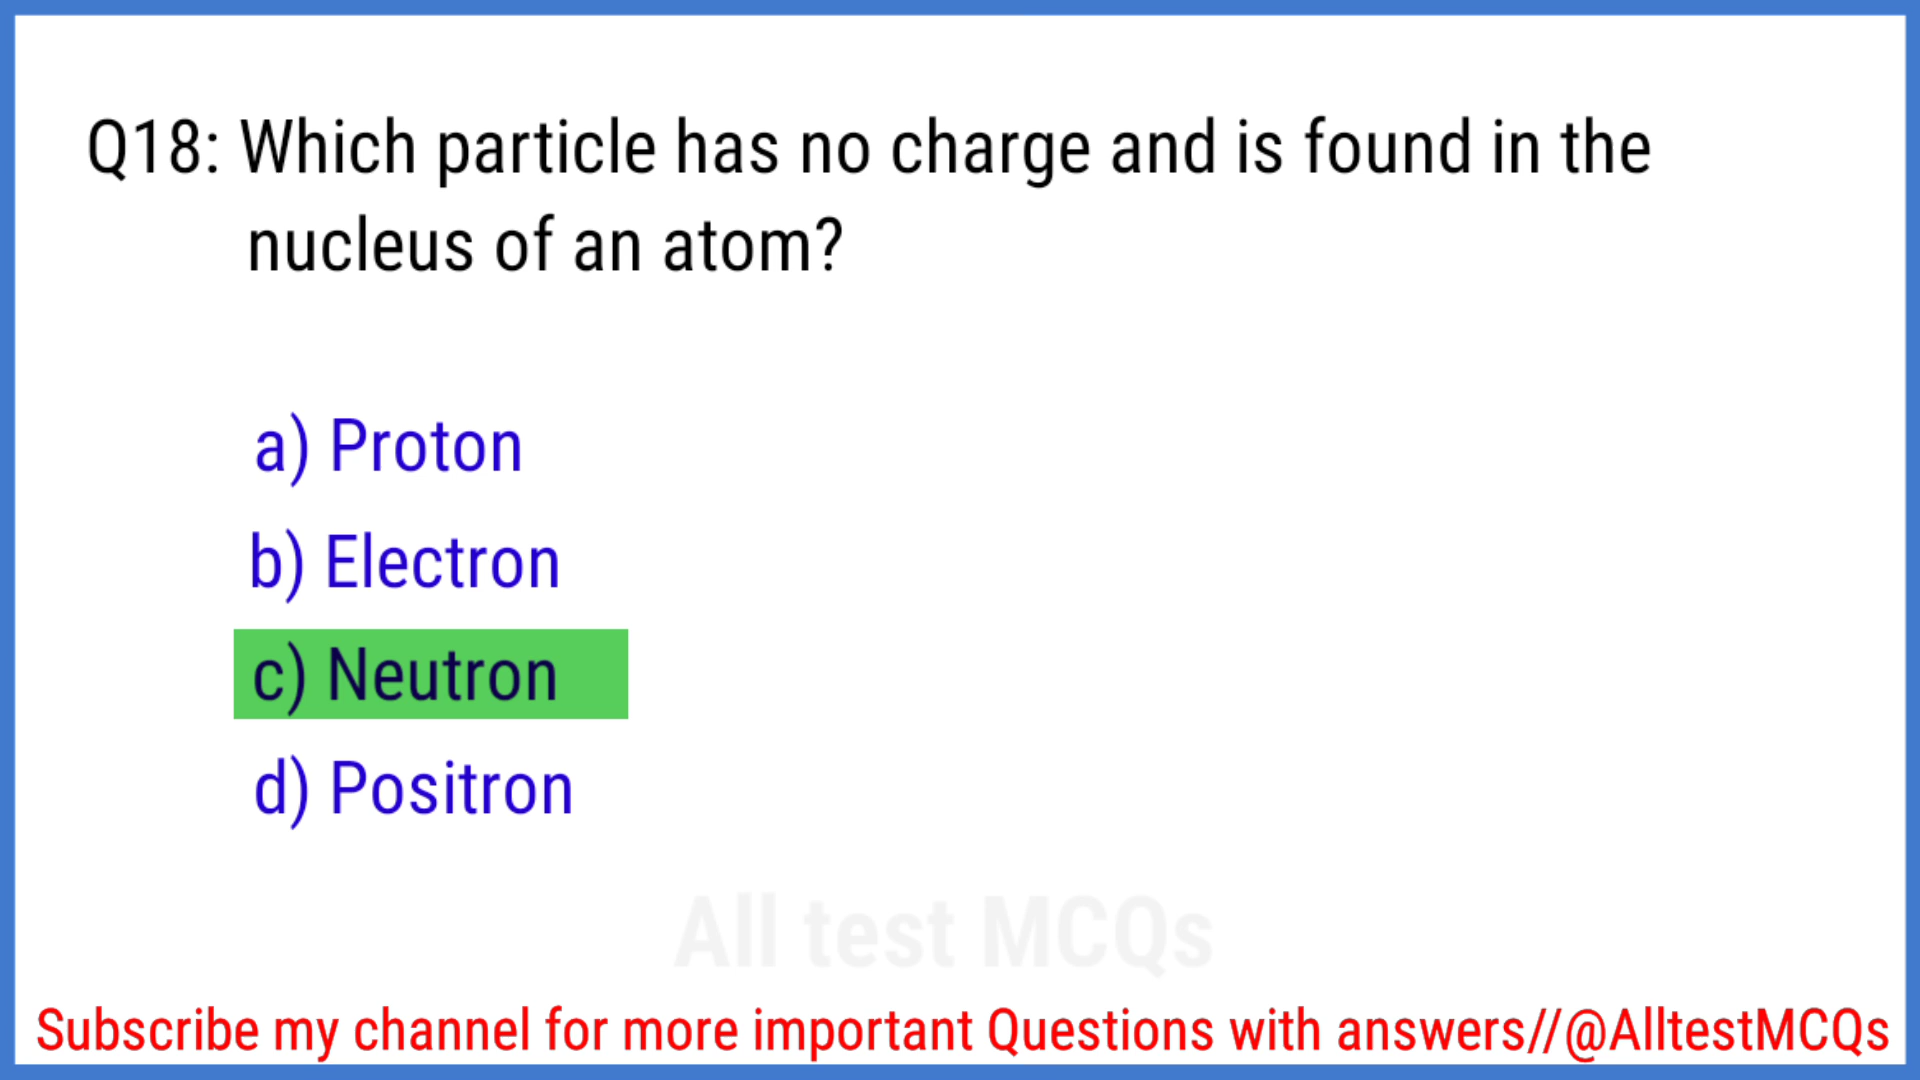 Q18: Which particle has no charge and is found in the
nucleus of an atom?
a) Proton
b) Electron
c) Neutron
d) Positron
All test MCQs
Subscribe my channel for more important Questions with answers//@AlltestMCQs